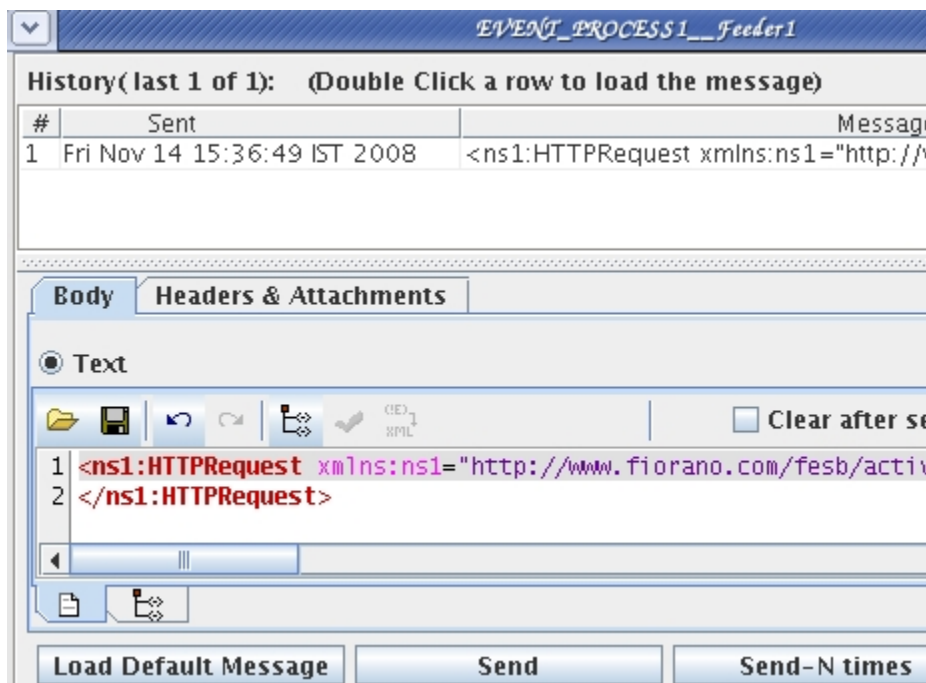 EVENT_PROCESS1__Feeder1
History( last 1 of 1): (Double Click a row to load the message)
# Sent Message
1 Fri Nov 14 15:36:49 IST 2008 <ns1:HTTPRequest xmlns:ns1="http://
Body Headers & Attachments
Text
(!E) XML
Clear after se
1 <ns1:HTTPRequest xmlns:ns1="http://www.fiorano.com/fesb/activ
2 </ns1:HTTPRequest>
Load Default Message Send Send-N times